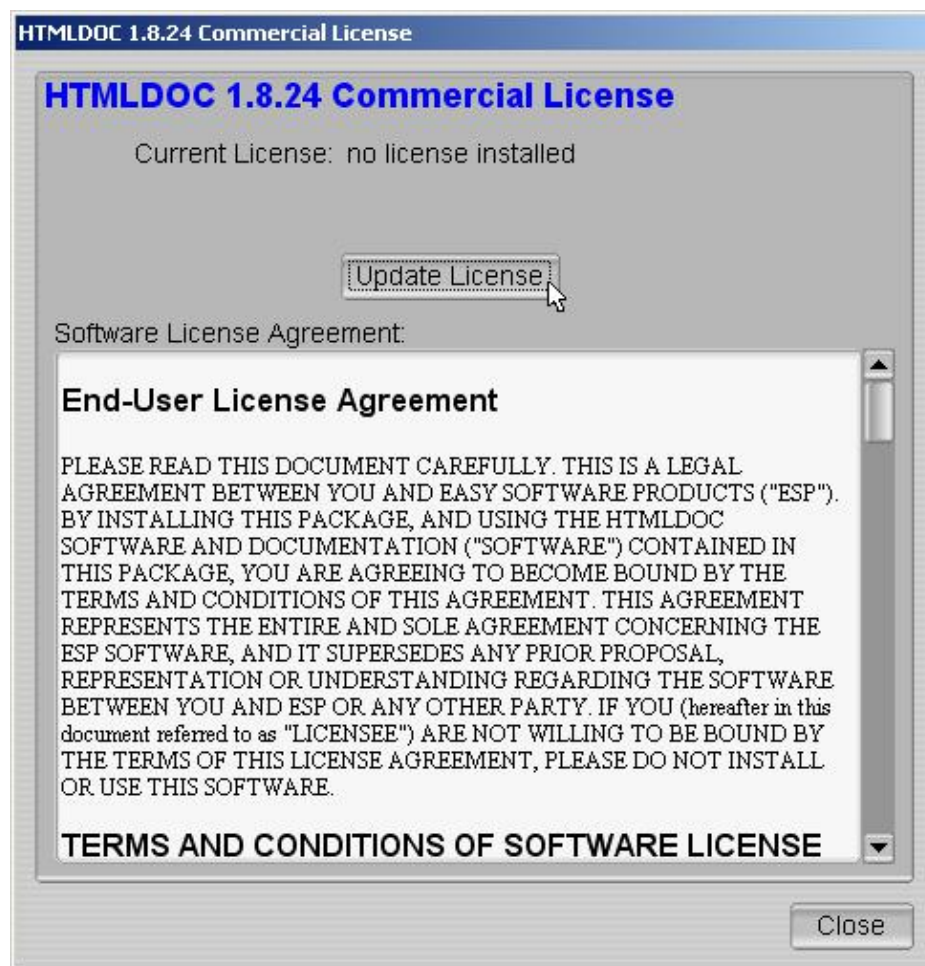 HTMLDOC 1.8.24 Commercial License
HTMLDOC 1.8.24 Commercial License
Current License: no license installed
Update License
Software License Agreement:
End-User License Agreement
PLEASE READ THIS DOCUMENT CAREFULLY. THIS IS A LEGAL
AGREEMENT BETWEEN YOU AND EASY SOFTWARE PRODUCTS ("ESP").
BY INSTALLING THIS PACKAGE, AND USING THE HTMLDOC
SOFTWARE AND DOCUMENTATION ("SOFTWARE") CONTAINED IN
THIS PACKAGE, YOU ARE AGREEING TO BECOME BOUND BY THE
TERMS AND CONDITIONS OF THIS AGREEMENT. THIS AGREEMENT
REPRESENTS THE ENTIRE AND SOLE AGREEMENT CONCERNING THE
ESP SOFTWARE, AND IT SUPERSEDES ANY PRIOR PROPOSAL,
REPRESENTATION OR UNDERSTANDING REGARDING THE SOFTWARE
BETWEEN YOU AND ESP OR ANY OTHER PARTY. IF YOU (hereafter in this
document referred to as "LICENSEE") ARE NOT WILLING TO BE BOUND BY
THE TERMS OF THIS LICENSE AGREEMENT, PLEASE DO NOT INSTALL
OR USE THIS SOFTWARE.
TERMS AND CONDITIONS OF SOFTWARE LICENSE
Close